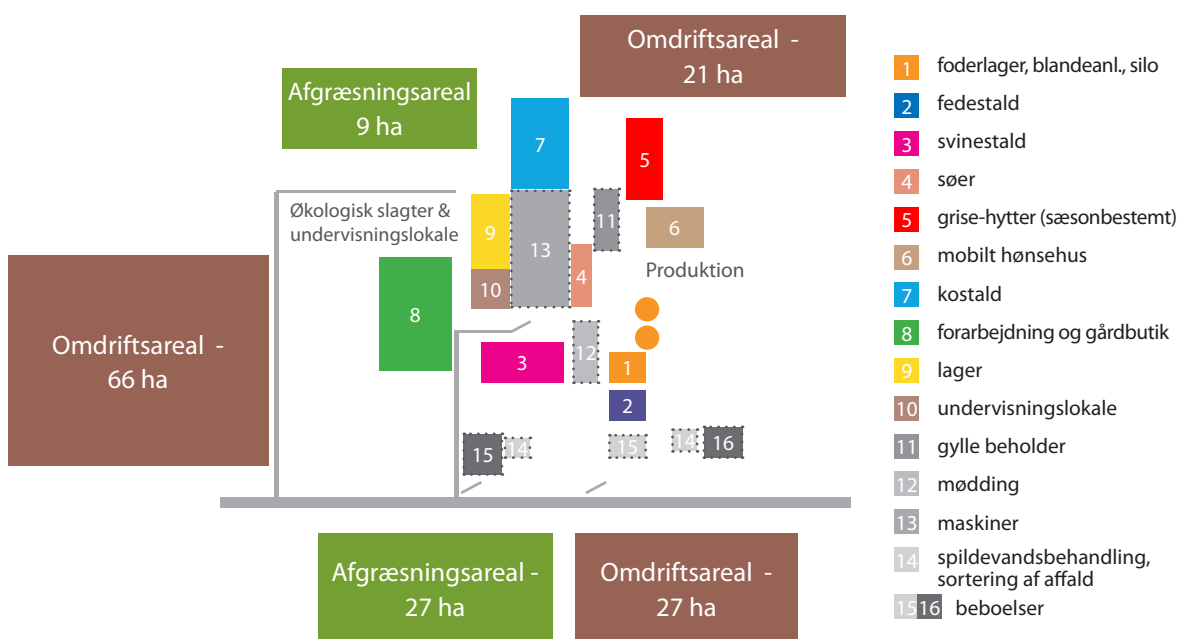 Omdriftsareal -
21 ha
Afgræsningsareal
9 ha
7
5
Økologisk slagter &
undervisningslokale
9
13
11
6
10
4
Produktion
8
Omdriftsareal -
66 ha
3
12
1
2
15
14
15
14
16
Afgræsningsareal -
27 ha
Omdriftsareal -
27 ha
1 foderlager, blandeanl., silo
2 fedestald
3 svinestald
4 søer
5 grise-hytter (sæsonbestemt)
6 mobilt hønsehus
7 kostald
8 forarbejdning og gårdbutik
9 lager
10 undervisningslokale
11 gylle beholder
12 mødding
13 maskiner
14 spildevandsbehandling,
sortering af affald
15 16 beboelser